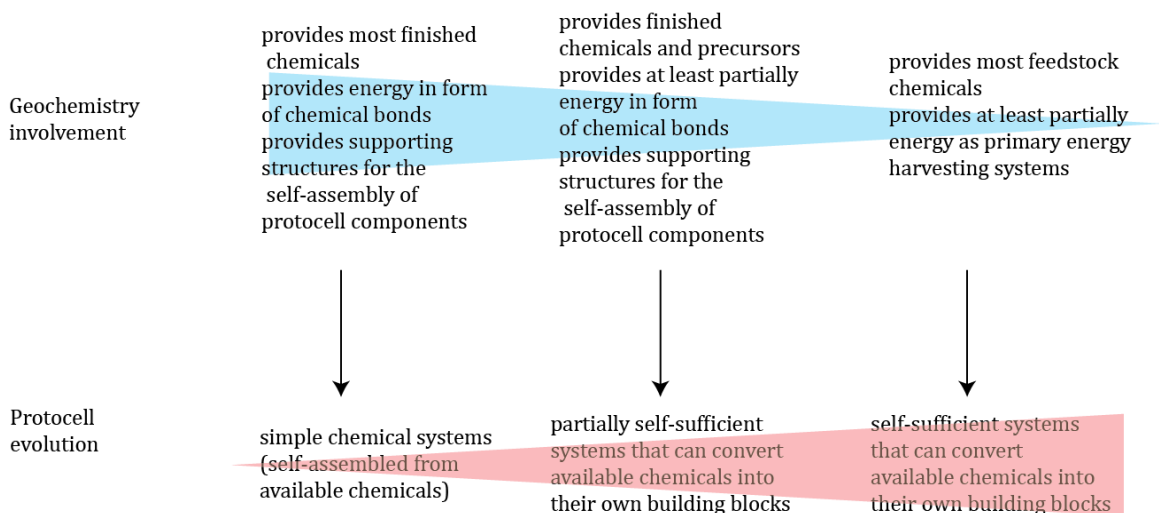 Geochemistry
involvement
provides most finished
chemicals
provides energy in form
of chemical bonds
provides supporting
structures for the
self-assembly of
protocell components
provides finished
chemicals and precursors
provides at least partially
energy in form
of chemical bonds
provides supporting
structures for the
self-assembly of
protocell components
provides most feedstock
chemicals
provides at least partially
energy as primary energy
harvesting systems
Protocell
evolution
simple chemical systems
(self-assembled from
available chemicals)
partially self-sufficient
systems that can convert
available chemicals into
their own building blocks
self-sufficient systems
that can convert
available chemicals into
their own building blocks